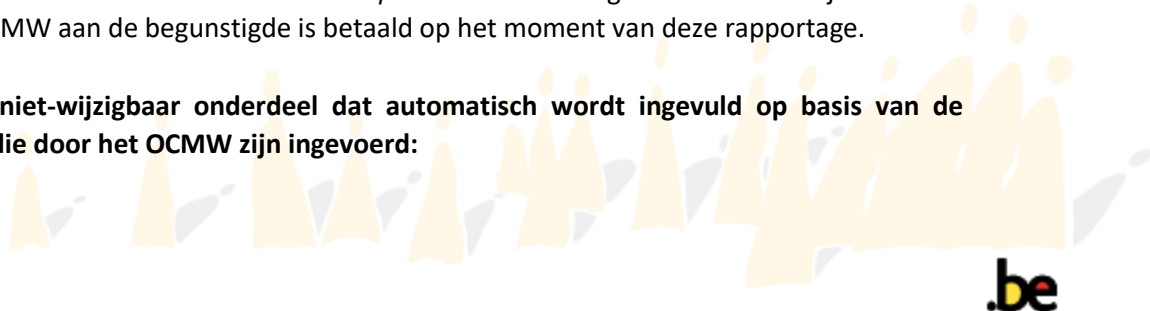 MW aan de begunstigde is betaald op het moment van deze rapportage.
niet-wijzigbaar onderdeel dat automatisch wordt ingevuld op basis van de
lie door het OCMW zijn ingevoerd:
.be